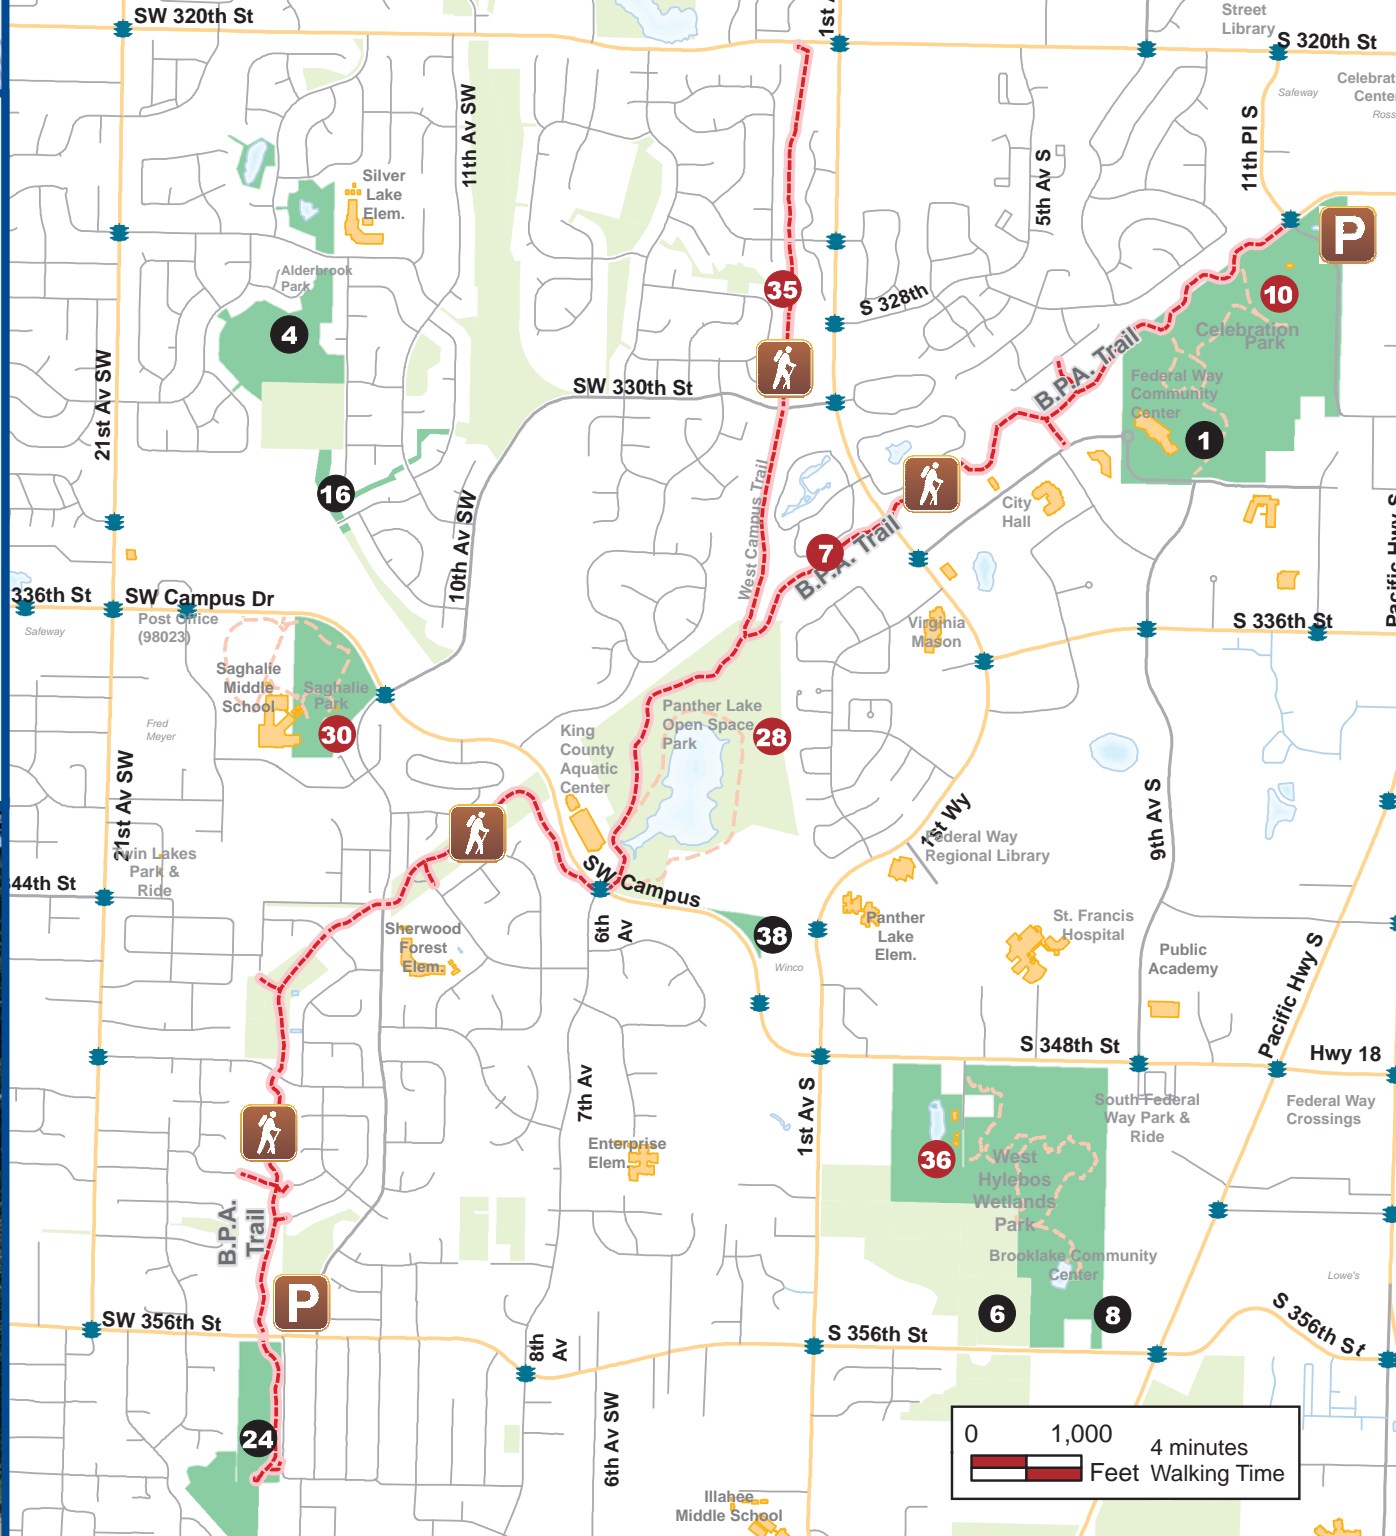 SW 320th St
1st A
Street
Library
S 320th St
Safeway
Celebrat
Cente
Ross
11th Av SW
5th Av S
11th Pl S
Silver
Lake
Elem.
P
Alderbrook
Park
35
10
S 328th
4
Celebration
Park
B.P.A. Trail
21st Av SW
SW 330th St
Federal Way
Community
Center
1
16
West Campus Trail
10th Av SW
City
Hall
7
B.P.A. Trail
Pacific Hwy S
336th St
SW Campus Dr
Post Office
(98023)
Safeway
Virginia
Mason
S 336th St
Saghalie
Middle
School
Saghalie
Park
30
Fred
Meyer
Panther Lake
Open Space
Park
28
King
County
Aquatic
Center
21st Av SW
1st Wy
9th Av S
Federal Way
Regional Library
Twin Lakes
Park &
Ride
344th St
SW Campus
6th
Av
38
Winco
Sherwood
Forest
Elem.
Panther
Lake
Elem.
St. Francis
Hospital
Public
Academy
Pacific Hwy S
S 348th St
Hwy 18
7th Av
1st Av S
South Federal
Way Park &
Ride
Federal Way
Crossings
Enterprise
Elem.
36
West
Hylebos
Wetlands
Park
B.P.A.
Trail
Brooklake Community
Center
Lowe's
P
6
8
SW 356th St
8th
Av
S 356th St
S 356th St
24
6th Av SW
0
1,000
Feet
4 minutes
Walking Time
Illahee
Middle School